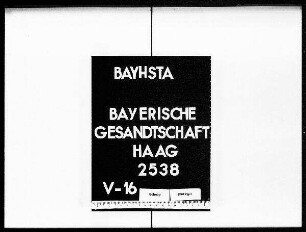 BAYHSTA
BAYERISCHE
GESANDTSCHAFT
HAAG
2538
V-16